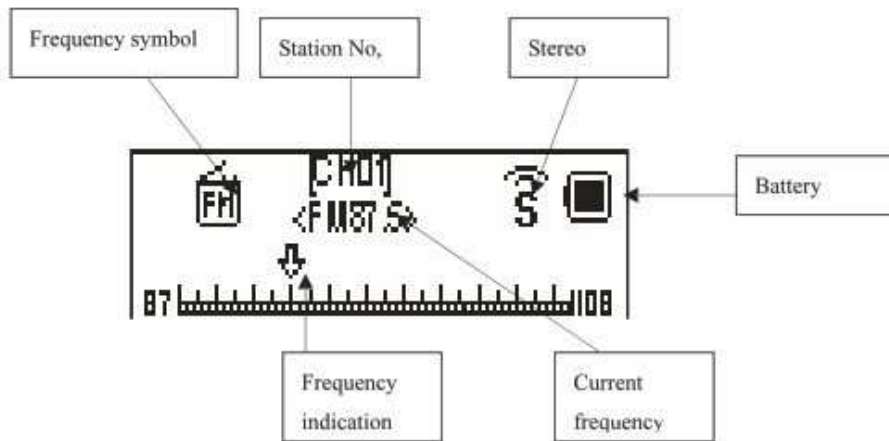 Frequency symbol
Station No,
Stereo
[CH01]
FM
<FM87.5>
S
Battery
87
108
Frequency
indication
Current
frequency